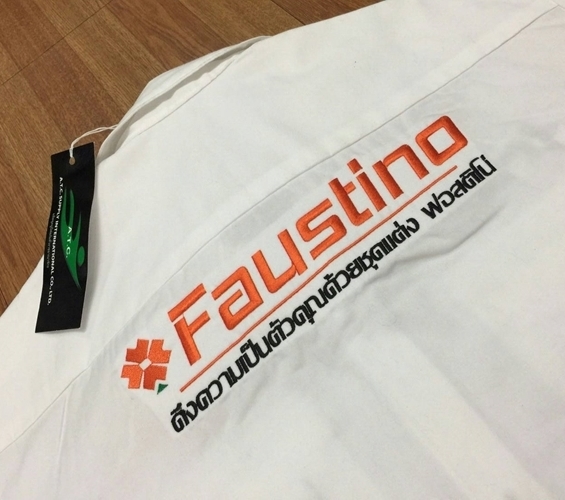 Faustino
ดึงความเป็นตัวคุณด้วยชุดแต่ง ฟอสติโน่
A.T.C.
A.T.C. SUPPLY INTERNATIONAL CO., LTD.